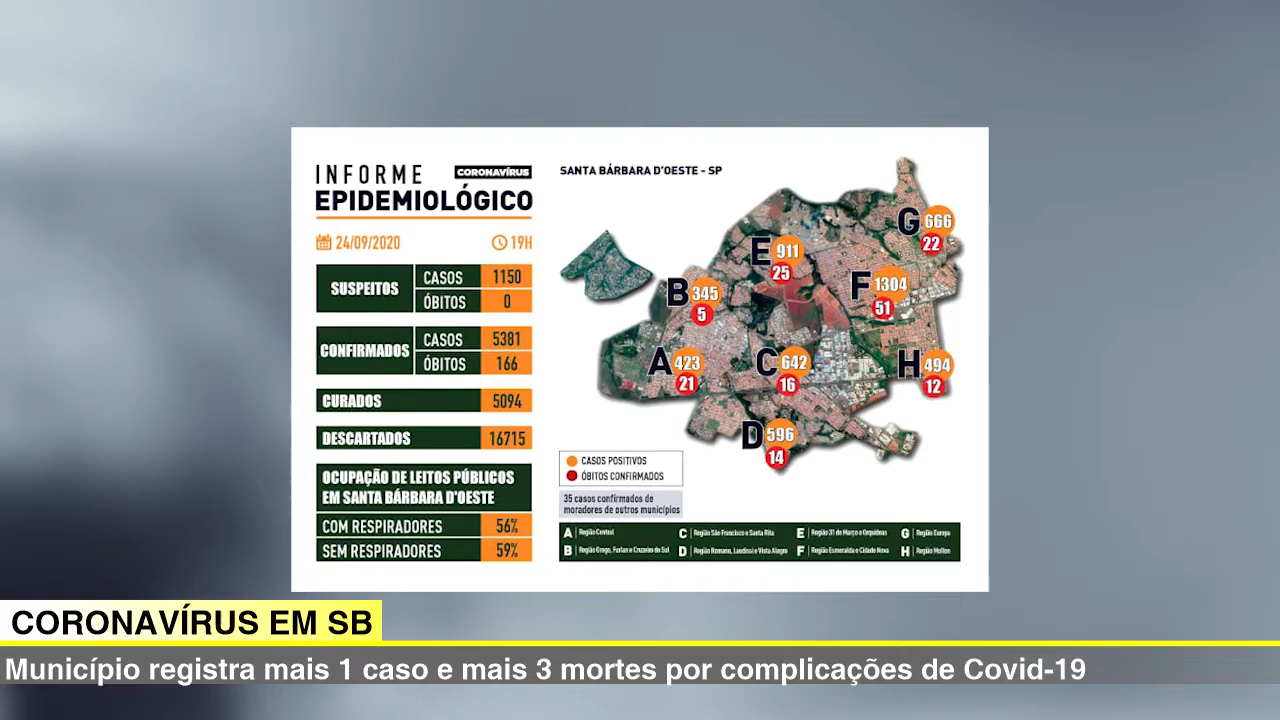 INFORME CORONAVÍRUS
EPIDEMIOLÓGICO
24/09/2020 19H
SUSPEITOS
CASOS 1150
ÓBITOS 0
CONFIRMADOS
CASOS 5381
ÓBITOS 166
CURADOS 5094
DESCARTADOS 16715
OCUPAÇÃO DE LEITOS PÚBLICOS
EM SANTA BÁRBARA D'OESTE
COM RESPIRADORES 56%
SEM RESPIRADORES 59%
SANTA BÁRBARA D'OESTE - SP
G 666
22
E 911
25
F 1304
51
B 345
5
A 423
21
C 642
16
H 494
12
D 596
14
CASOS POSITIVOS
ÓBITOS CONFIRMADOS
35 casos confirmados de
moradores de outros municípios
A Região Central
B Região Grego, Furlan e Cruzeiro do Sul
C Região São Francisco e Santa Rita
D Região Romano, Laudissi e Vista Alegre
E Região 31 de Março e Orquídeas
F Região Esmeralda e Cidade Nova
G Região Europa
H Região Mollon
CORONAVÍRUS EM SB
Município registra mais 1 caso e mais 3 mortes por complicações de Covid-19